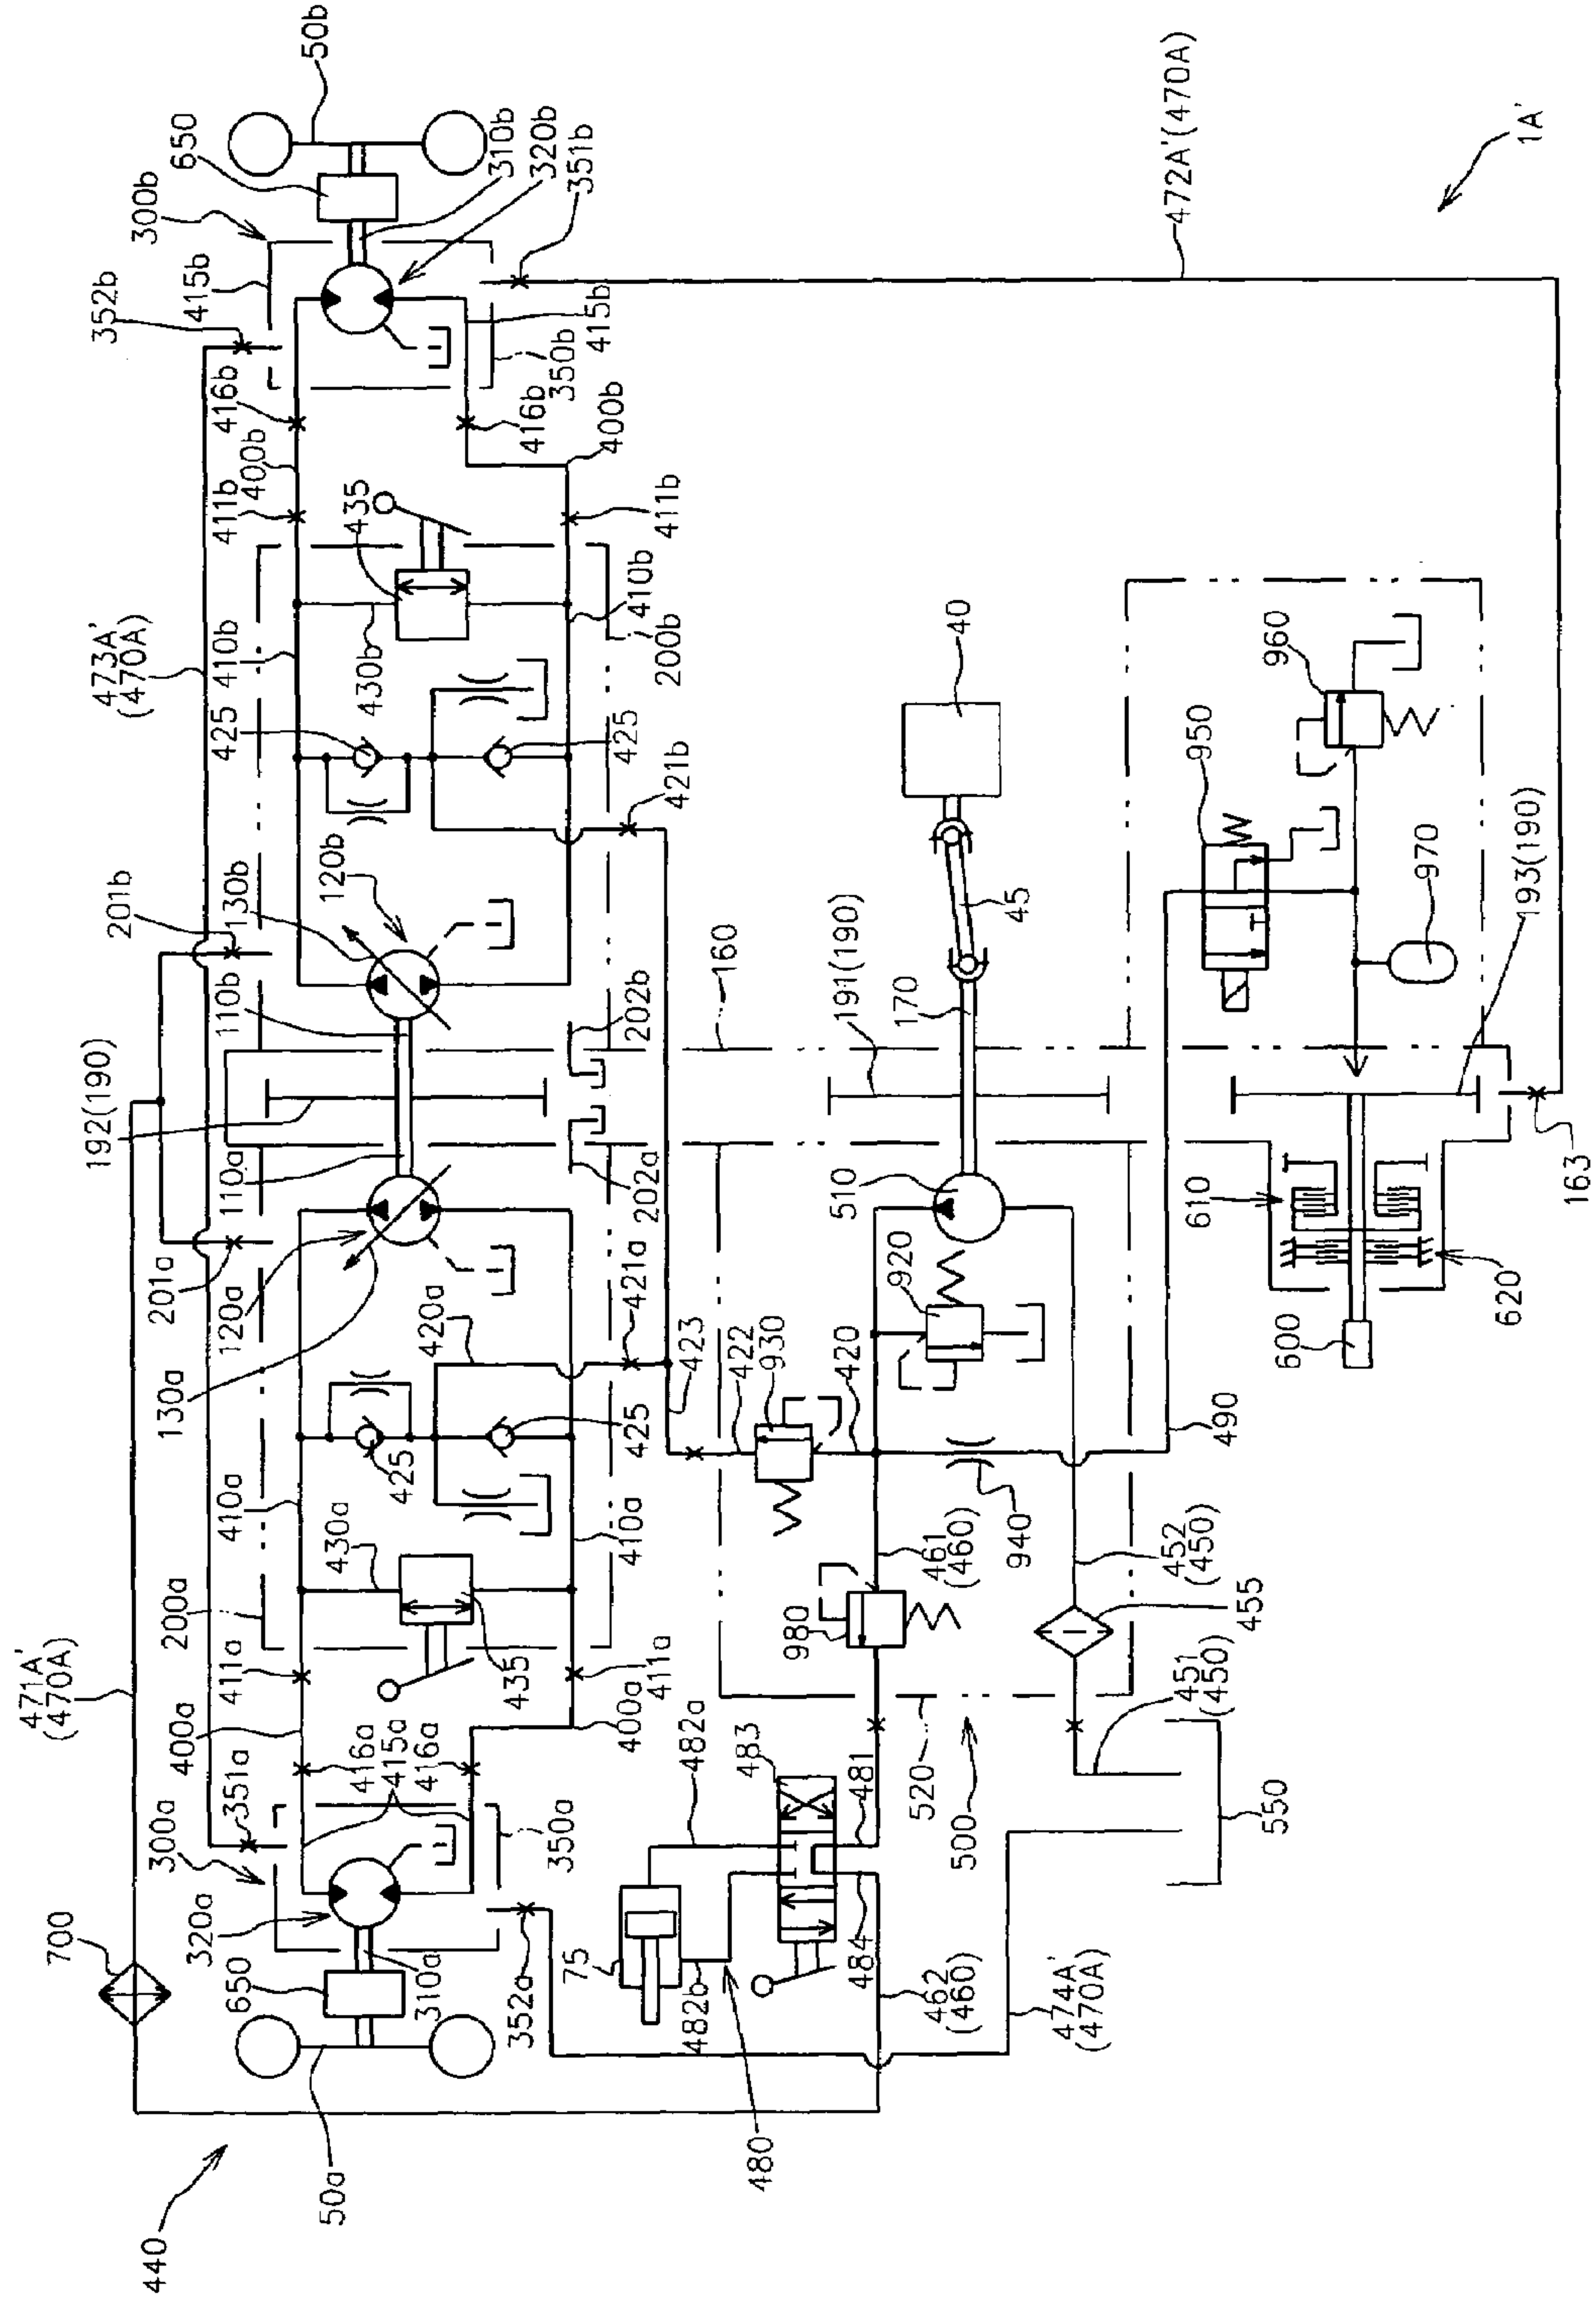 440
700
471A'
(470A)
192(190)
201b
473A'
(470A)
352b
300b
415b
650
50b
50a
650
320a
300a
351a
400a
411a
200a
410a
130a
120a
201a
110a
110b
130b
120b
425
410b
411b
400b
416b
310b
320b
351b
310a
416a
415a
416a
430a
425
420a
430b
435
415b
350b
352a
350a
400a
435
411a
410a
425
421a
202a
202b
425
421b
200b
410b
411b
400b
416b
75
482b
482a
423
422
930
160
480
483
484
481
980
420
920
510
191(190)
170
45
40
462
(460)
520
500
461
(460)
940
474A'
(470A)
550
451
(450)
455
452
(450)
490
610
950
960
970
472A'(470A)
600
620
163
193(190)
1A'